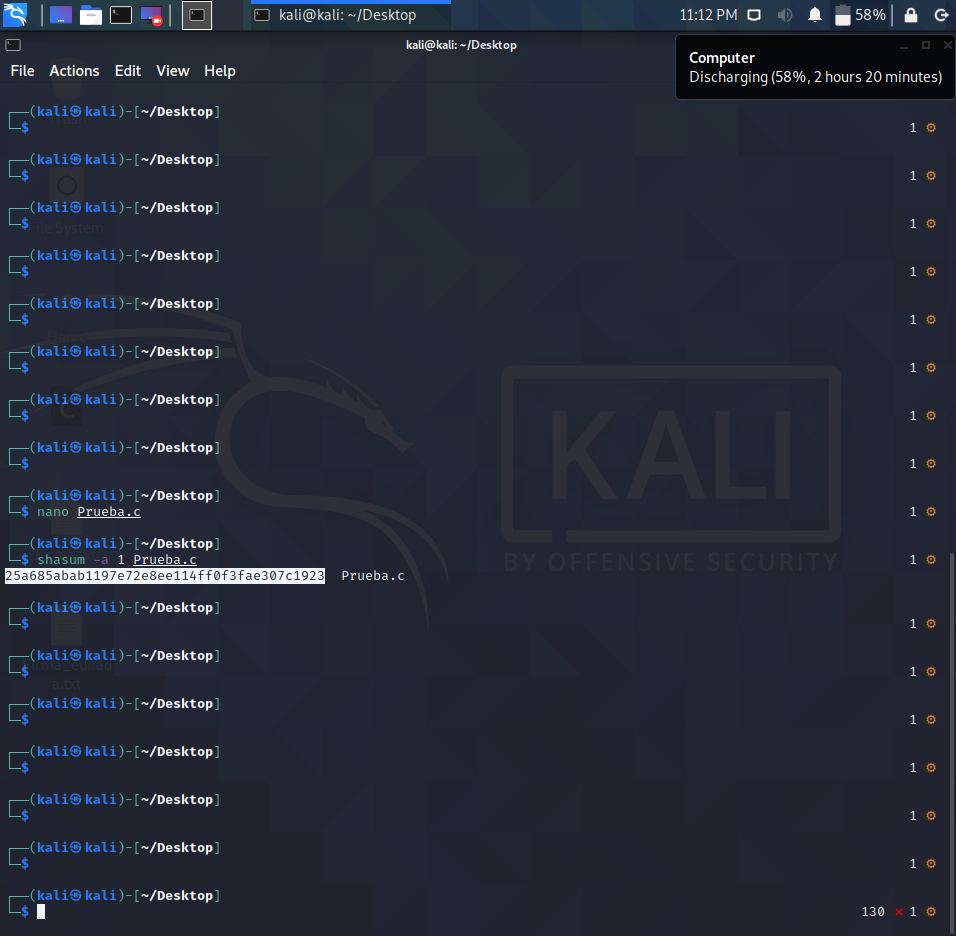 kali@kali: ~/Desktop
11:12 PM
58%
kali@kali: ~/Desktop
Computer
Discharging (58%, 2 hours 20 minutes)
File Actions Edit View Help
┌──(kali㉿kali)-[~/Desktop]
└─$ 1 ⚙
┌──(kali㉿kali)-[~/Desktop]
└─$ 1 ⚙
┌──(kali㉿kali)-[~/Desktop]
└─$ 1 ⚙
File System
┌──(kali㉿kali)-[~/Desktop]
└─$ 1 ⚙
┌──(kali㉿kali)-[~/Desktop]
└─$ 1 ⚙
┌──(kali㉿kali)-[~/Desktop]
└─$ 1 ⚙
┌──(kali㉿kali)-[~/Desktop]
└─$ 1 ⚙
┌──(kali㉿kali)-[~/Desktop]
└─$ 1 ⚙
KALI
BY OFFENSIVE SECURITY
┌──(kali㉿kali)-[~/Desktop]
└─$ nano Prueba.c 1 ⚙
┌──(kali㉿kali)-[~/Desktop]
└─$ shasum -a 1 Prueba.c 1 ⚙
25a685abab1197e72e8ee114ff0f3fae307c1923  Prueba.c
┌──(kali㉿kali)-[~/Desktop]
└─$ 1 ⚙
┌──(kali㉿kali)-[~/Desktop]
└─$ 1 ⚙
a.txt
┌──(kali㉿kali)-[~/Desktop]
└─$ 1 ⚙
┌──(kali㉿kali)-[~/Desktop]
└─$ 1 ⚙
┌──(kali㉿kali)-[~/Desktop]
└─$ 1 ⚙
┌──(kali㉿kali)-[~/Desktop]
└─$ 1 ⚙
┌──(kali㉿kali)-[~/Desktop]
└─$ 130 ⨯ 1 ⚙